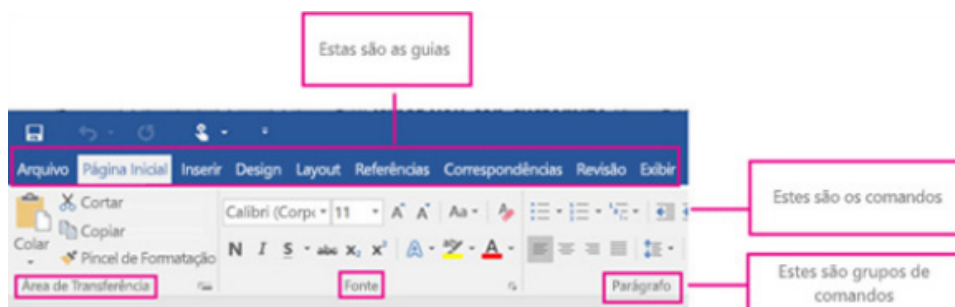 Estas são as guias
Arquivo Página Inicial Inserir Design Layout Referências Correspondências Revisão Exibir
Estes são os comandos
Cortar
Calibri (Corpo 11 A A Aa
Copiar
Colar
Pincel de Formatação
N I S abc x₂ x² A aby A
Área de Transferência Fonte Parágrafo
Estes são grupos de
comandos